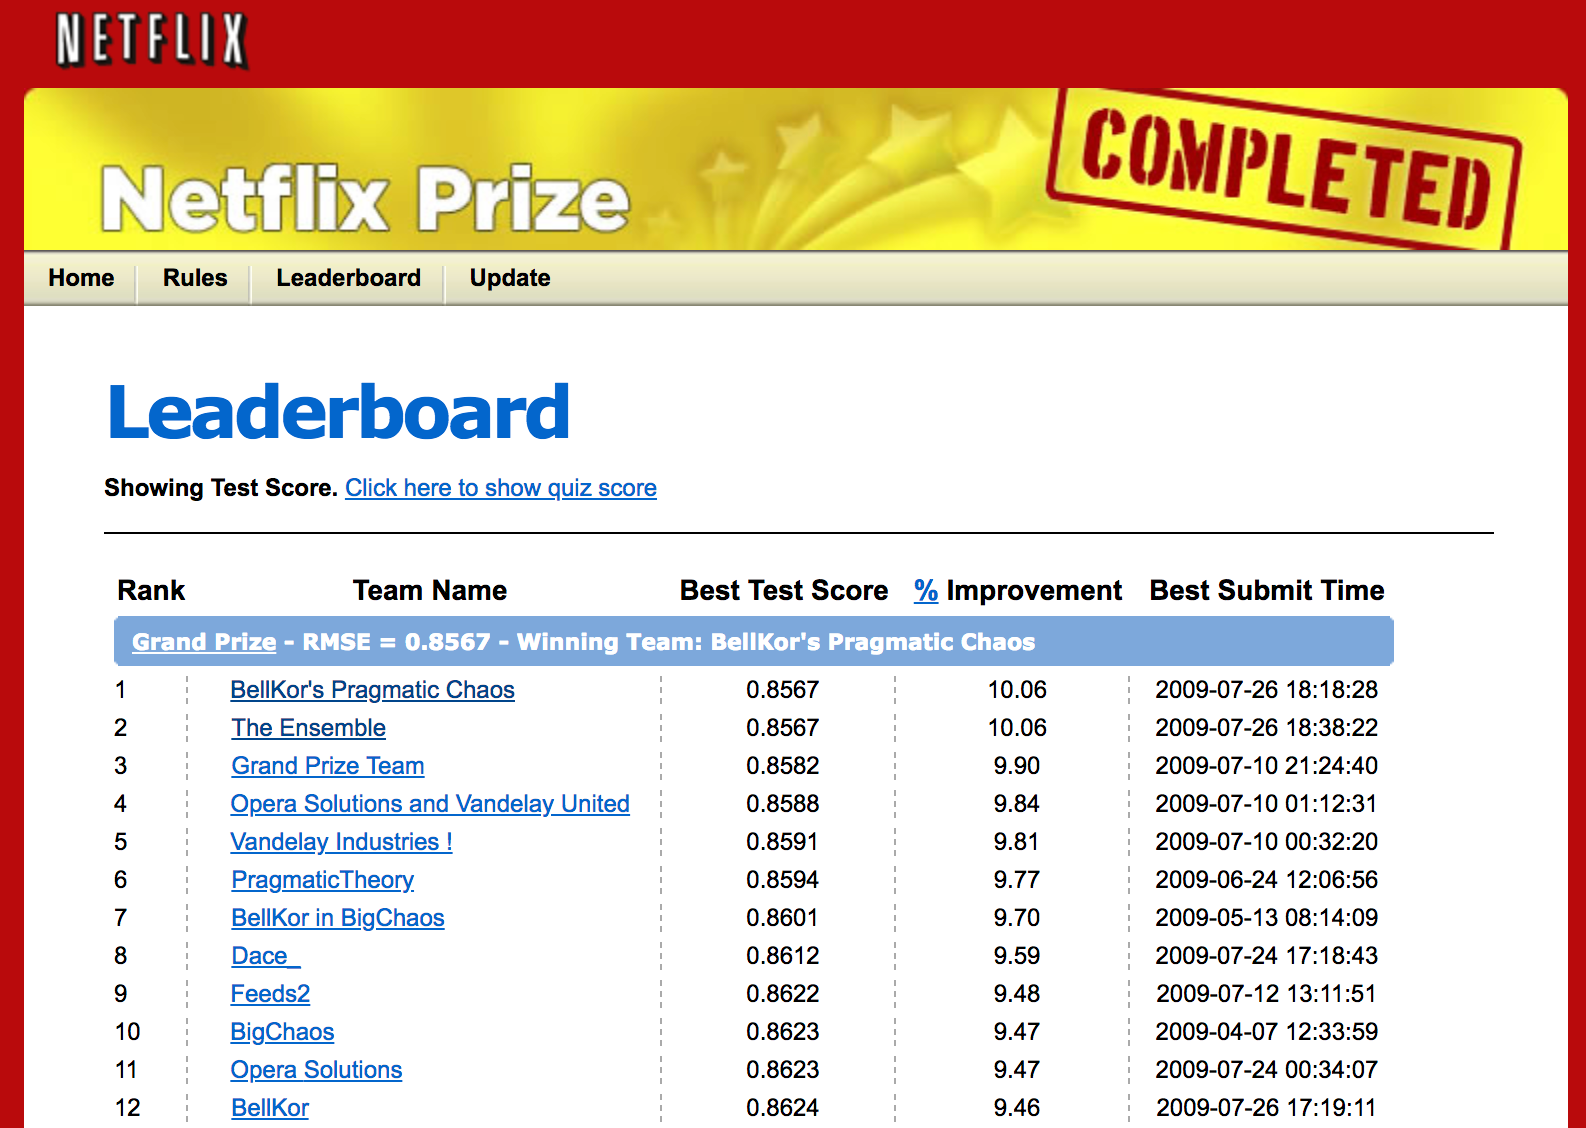 NETFLIX
Netflix Prize
COMPLETED
Home Rules Leaderboard Update
Leaderboard
Showing Test Score. Click here to show quiz score
Rank Team Name Best Test Score % Improvement Best Submit Time
Grand Prize - RMSE = 0.8567 - Winning Team: BellKor's Pragmatic Chaos
1 BellKor's Pragmatic Chaos 0.8567 10.06 2009-07-26 18:18:28
2 The Ensemble 0.8567 10.06 2009-07-26 18:38:22
3 Grand Prize Team 0.8582 9.90 2009-07-10 21:24:40
4 Opera Solutions and Vandelay United 0.8588 9.84 2009-07-10 01:12:31
5 Vandelay Industries ! 0.8591 9.81 2009-07-10 00:32:20
6 PragmaticTheory 0.8594 9.77 2009-06-24 12:06:56
7 BellKor in BigChaos 0.8601 9.70 2009-05-13 08:14:09
8 Dace_ 0.8612 9.59 2009-07-24 17:18:43
9 Feeds2 0.8622 9.48 2009-07-12 13:11:51
10 BigChaos 0.8623 9.47 2009-04-07 12:33:59
11 Opera Solutions 0.8623 9.47 2009-07-24 00:34:07
12 BellKor 0.8624 9.46 2009-07-26 17:19:11